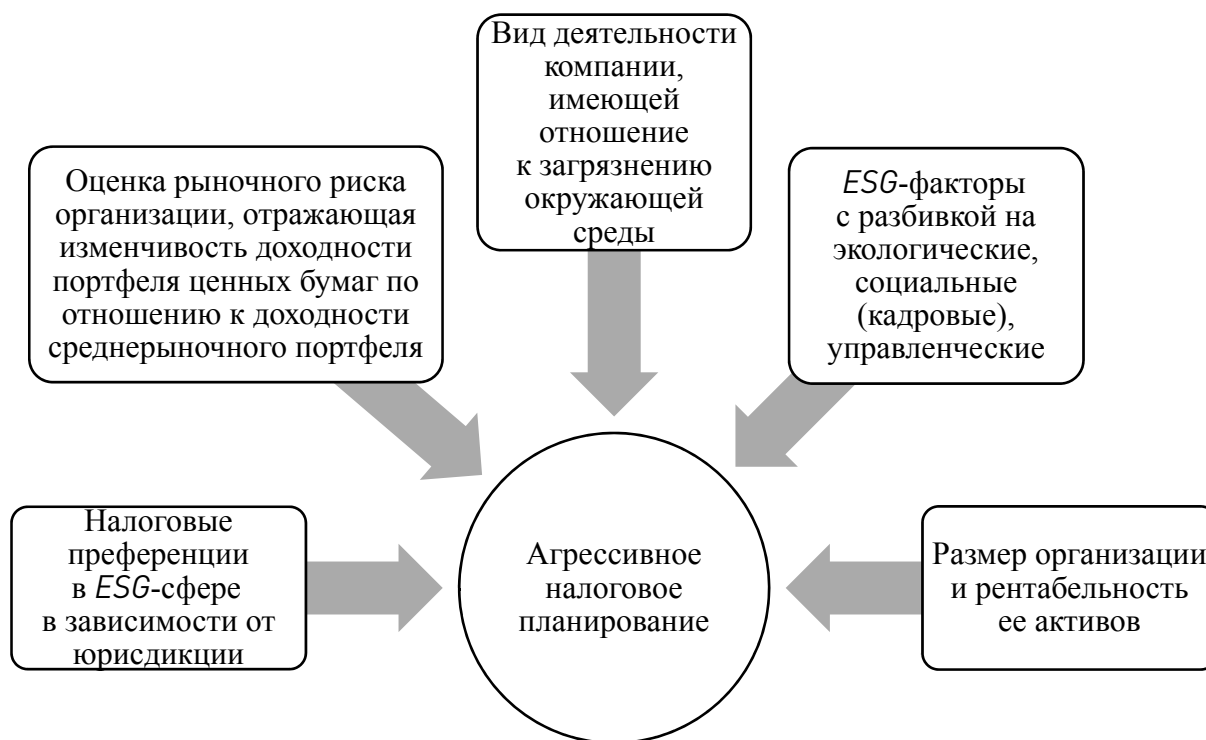 Вид деятельности
компании,
имеющей
отношение
к загрязнению
окружающей
среды
Оценка рыночного риска
организации, отражающая
изменчивость доходности
портфеля ценных бумаг по
отношению к доходности
среднерыночного портфеля
ESG-факторы
с разбивкой на
экологические,
социальные
(кадровые),
управленческие
Налоговые
преференции
в ESG-сфере
в зависимости от
юрисдикции
Агрессивное
налоговое
планирование
Размер организации
и рентабельность
ее активов